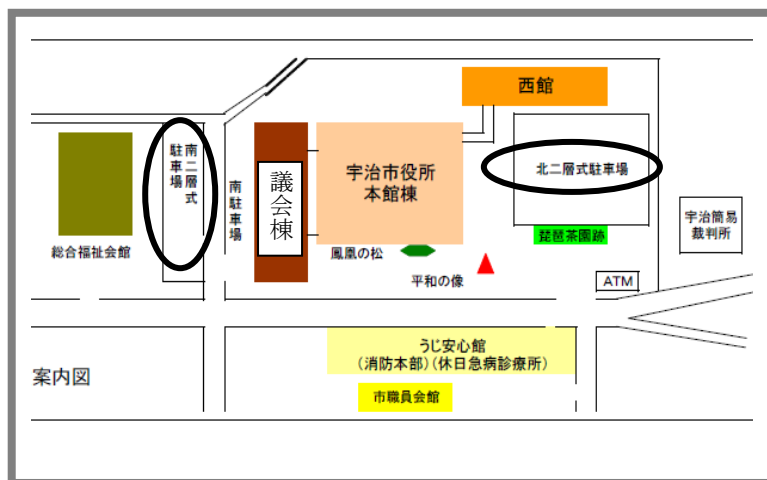 西館
宇治市役所
本館棟
議会棟
南二層式
駐車場
南駐車場
北二層式駐車場
総合福祉会館
鳳凰の松
平和の像
琵琶茶園跡
宇治簡易
裁判所
ATM
うじ安心館
(消防本部)(休日急病診療所)
市職員会館
案内図